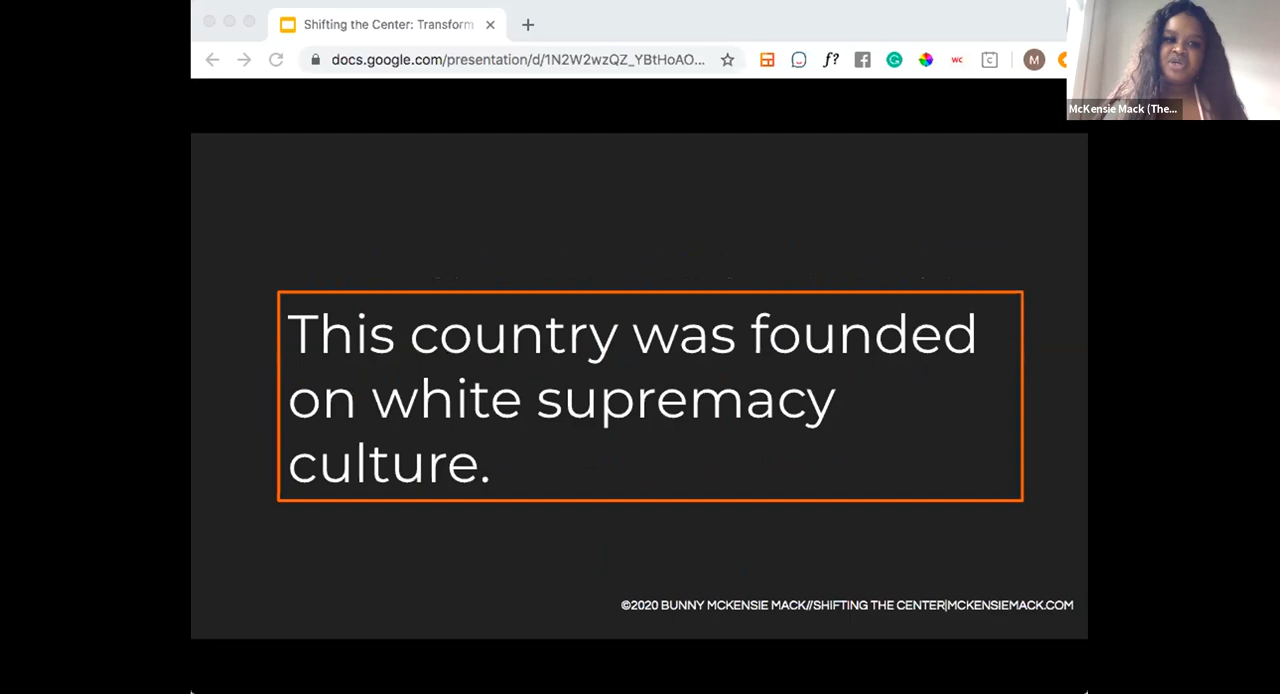 Shifting the Center: Transform
docs.google.com/presentation/d/1N2W2wzQZ_YBtHoAO...
f?
WC
C
M
McKensie Mack (The...
This country was founded
on white supremacy
culture.
©2020 BUNNY MCKENSIE MACK//SHIFTING THE CENTER|MCKENSIEMACK.COM